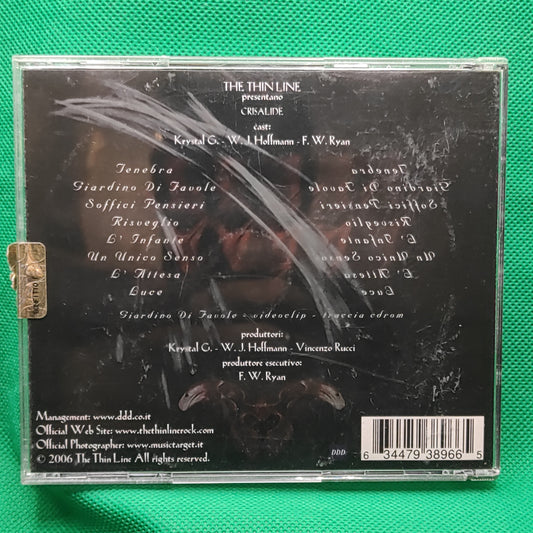 THE THIN LINE
presentano
CRISALIDE
cast:
Krystal G. - W. J. Hoffmann - F. W. Ryan
Tenebra
Giardino Di Favole
Soffici Pensieri
Risveglio
L' Infante
Un Unico Senso
L' Attesa
Luce
Tenebra
Giardino Di Favole
Soffici Pensieri
Risveglio
L' Infante
Un Unico Senso
L' Attesa
Luce
Giardino Di Favole - videoclip - traccia cdrom
produttori:
Krystal G. - W. J. Hoffmann - Vincenzo Rucci
produttore esecutivo:
F. W. Ryan
Management: www.ddd.co.it
Official Web Site: www.thethinlinerock.com
Official Photographer: www.musictarget.it
© 2006 The Thin Line All rights reserved.
DDD
6 34479 38966 5